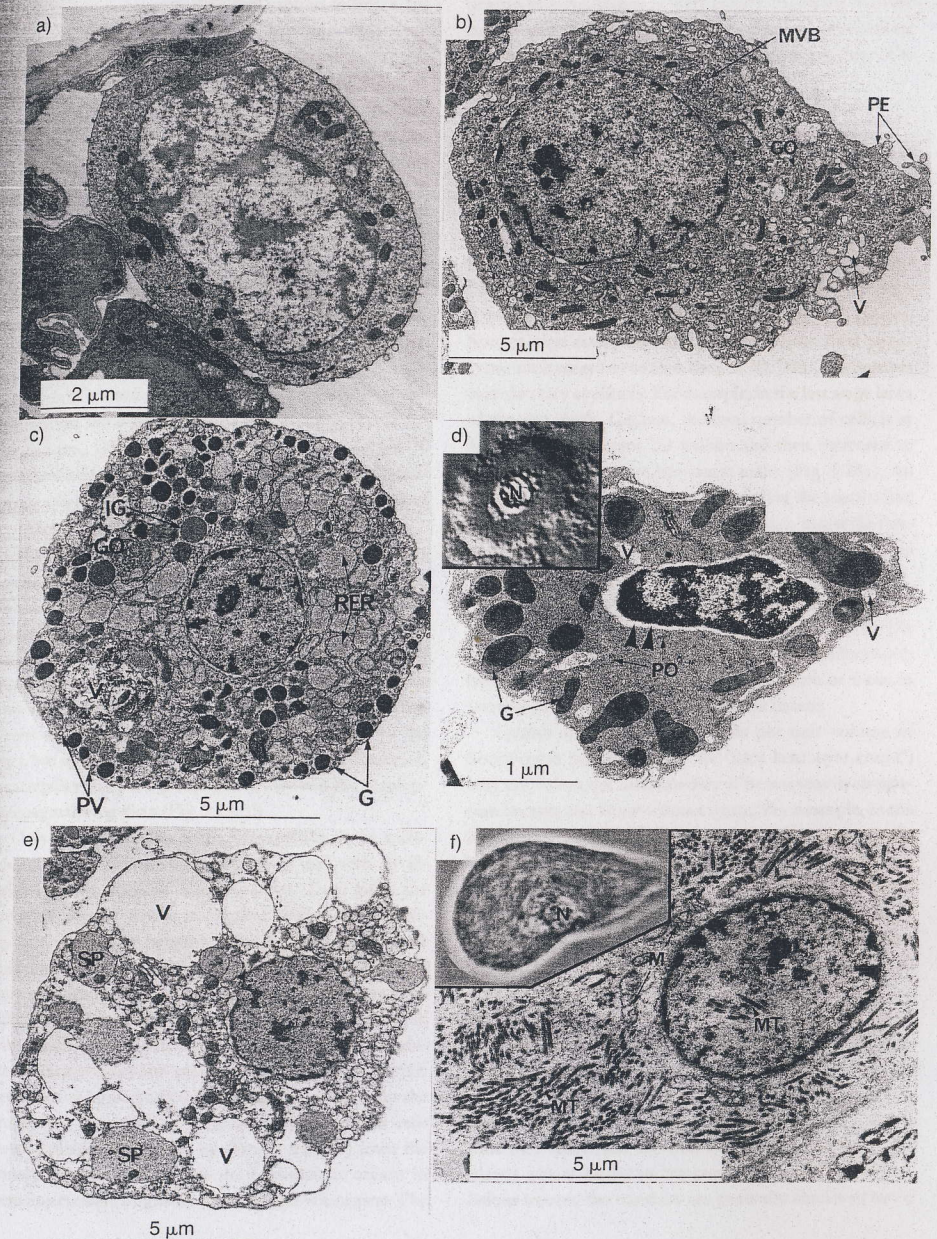 a)
2 μm
b)
MVB
PE
GO
V
5 μm
c)
IG
GO
RER
V
PV
5 μm
G
d)
N
V
V
PO
G
1 μm
e)
V
SP
SP
V
5 μm
f)
N
M
MT
MT
5 μm